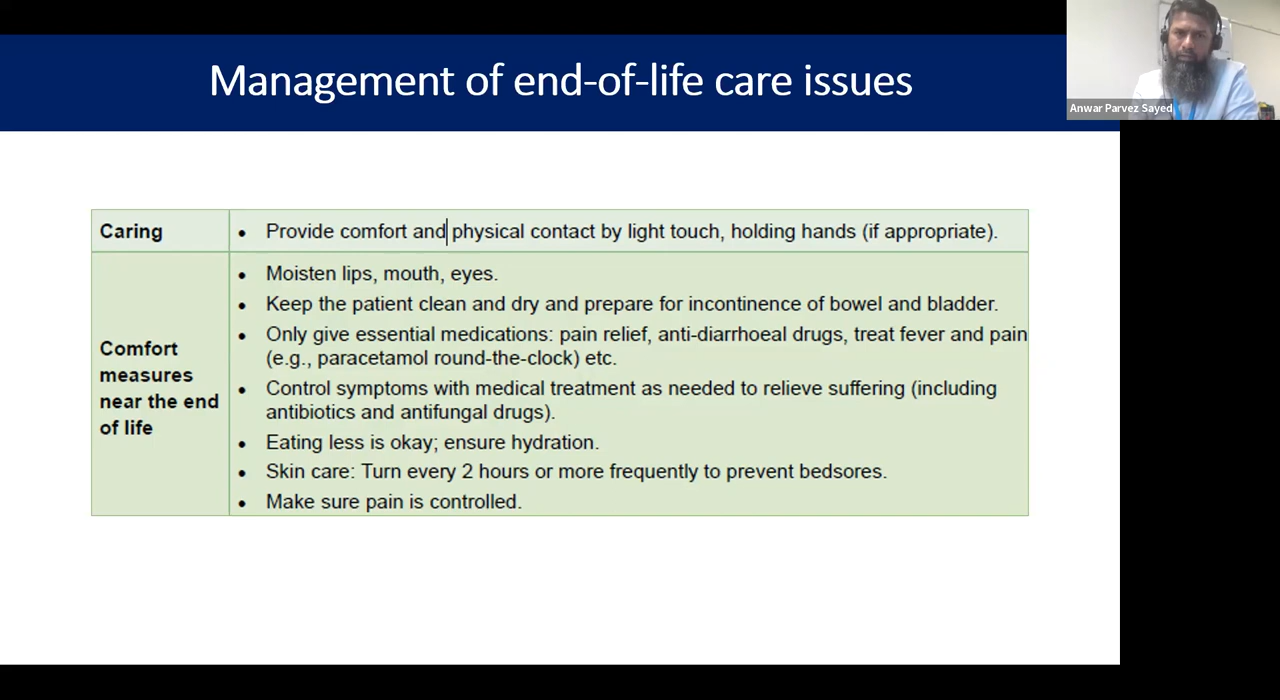 Management of end-of-life care issues
Anwar Parvez Sayed
Caring
• Provide comfort and physical contact by light touch, holding hands (if appropriate).
Comfort
measures
near the end
of life
• Moisten lips, mouth, eyes.
• Keep the patient clean and dry and prepare for incontinence of bowel and bladder.
• Only give essential medications: pain relief, anti-diarrhoeal drugs, treat fever and pain
(e.g., paracetamol round-the-clock) etc.
• Control symptoms with medical treatment as needed to relieve suffering (including
antibiotics and antifungal drugs).
• Eating less is okay; ensure hydration.
• Skin care: Turn every 2 hours or more frequently to prevent bedsores.
• Make sure pain is controlled.